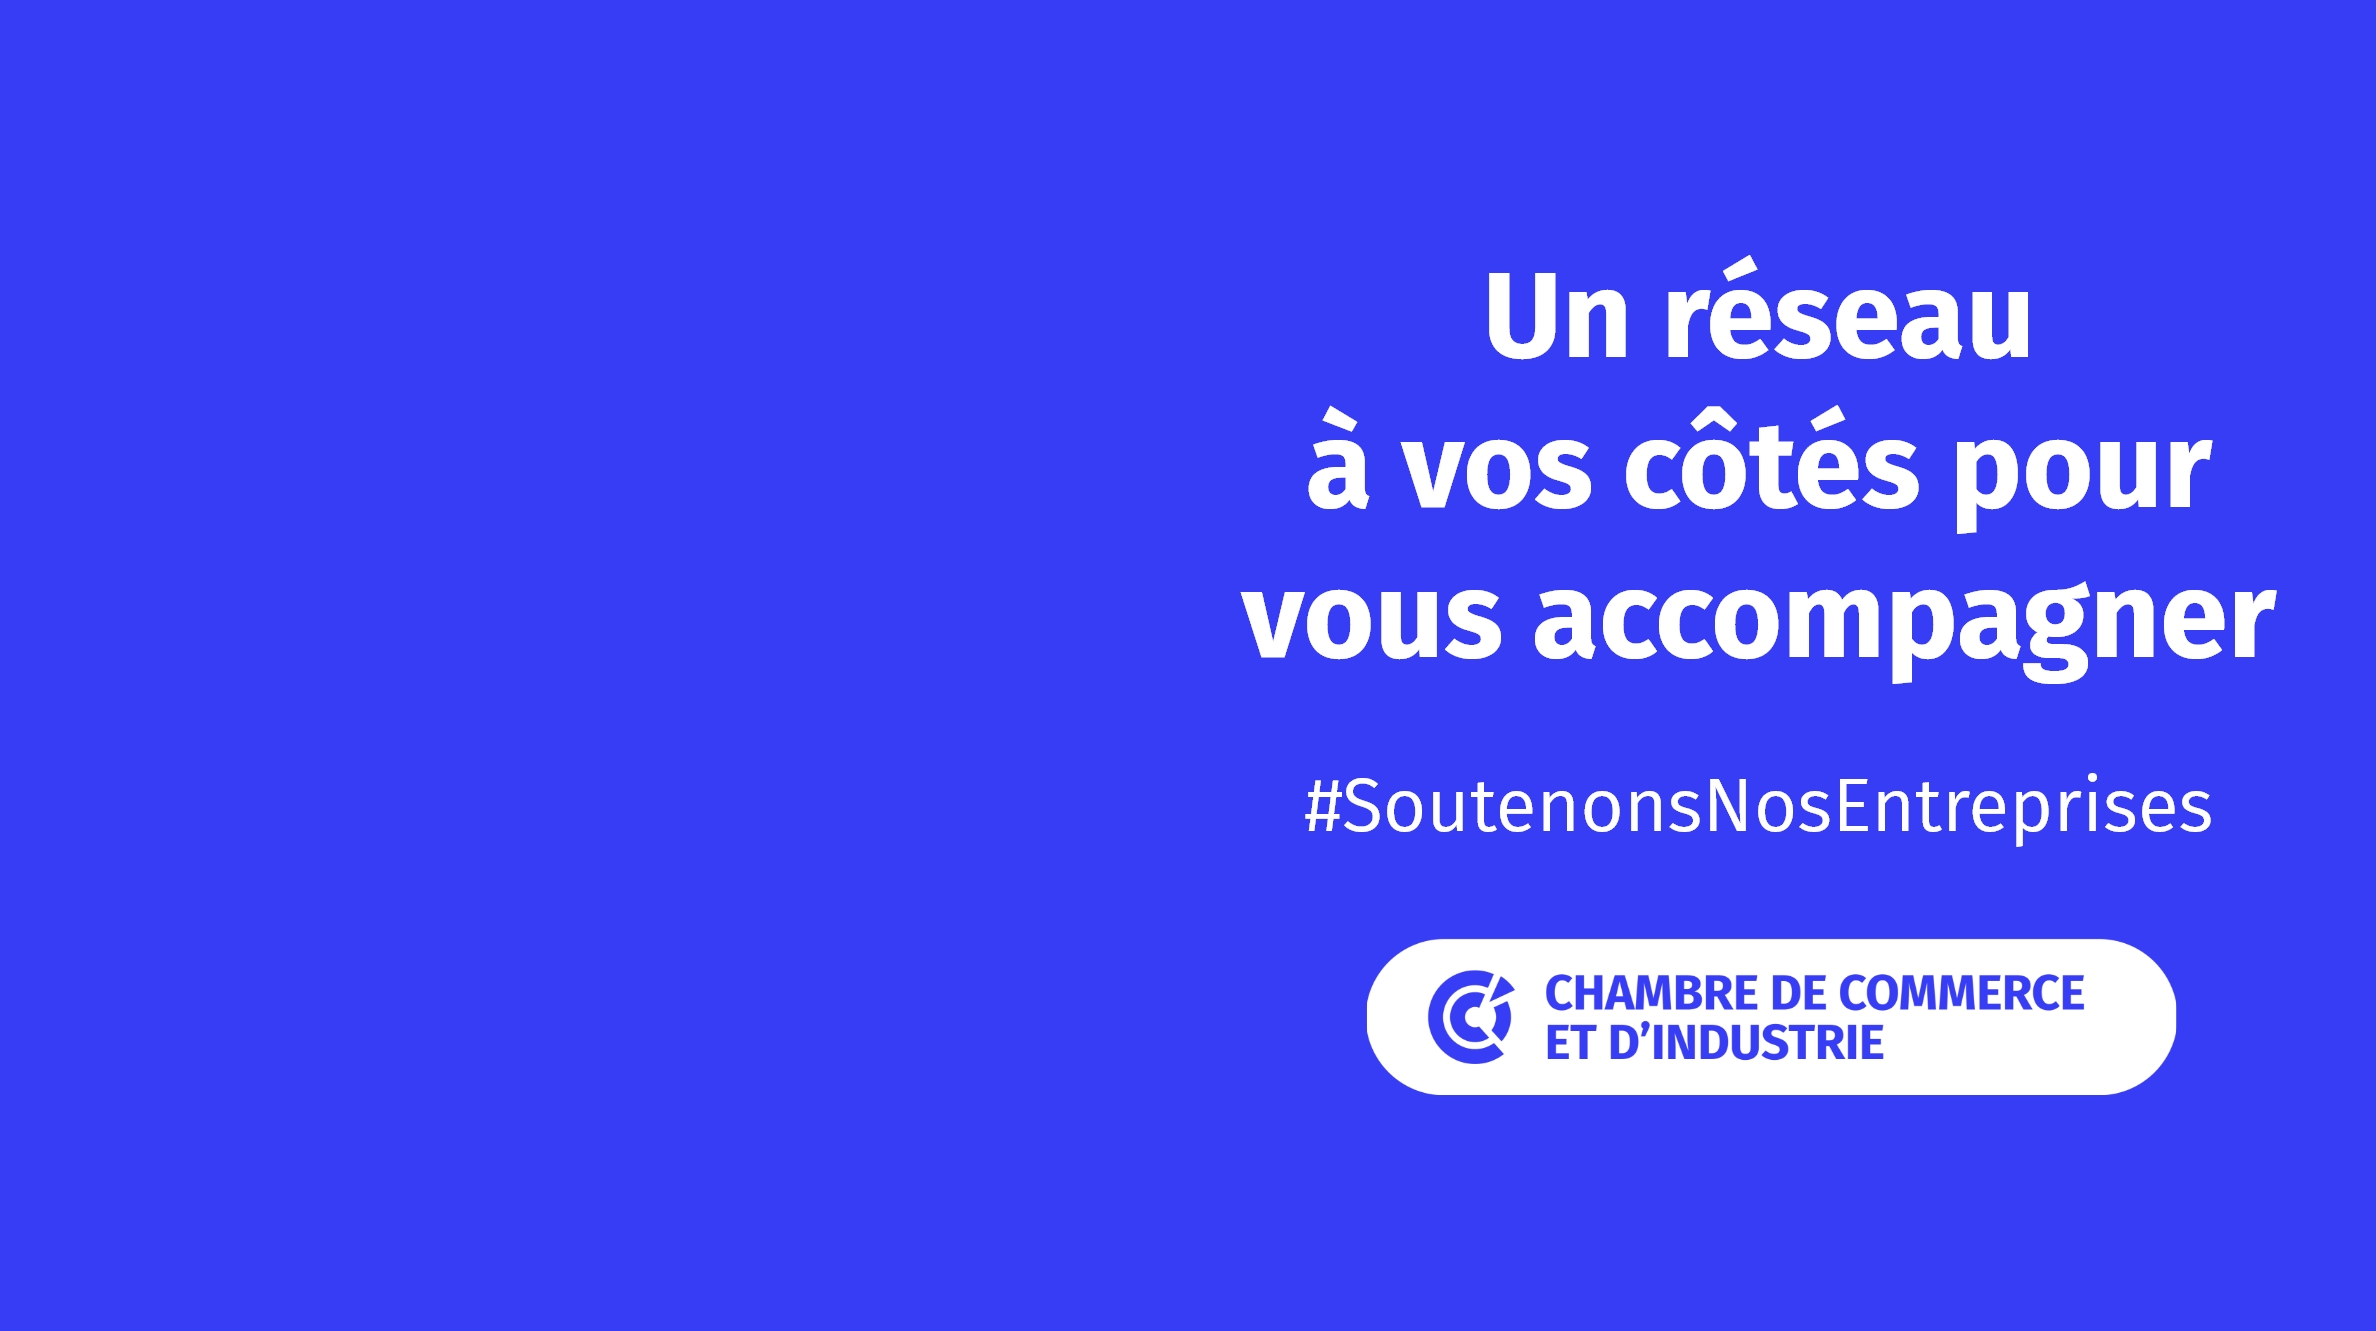 Un réseau
à vos côtés pour
vous accompagner
#SoutenonsNosEntreprises
CHAMBRE DE COMMERCE
ET D’INDUSTRIE